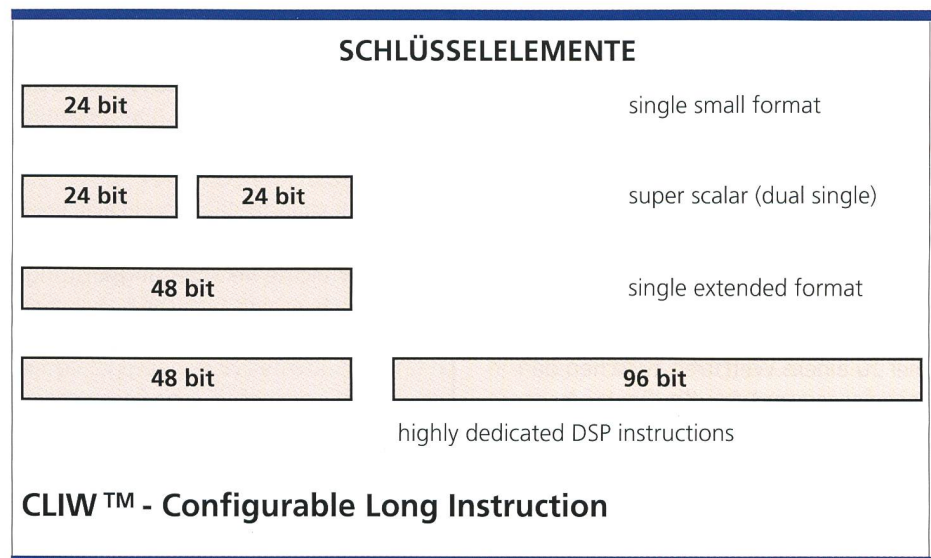 SCHLÜSSELELEMENTE
24 bit single small format
24 bit 24 bit super scalar (dual single)
48 bit single extended format
48 bit 96 bit
highly dedicated DSP instructions
CLIW™ - Configurable Long Instruction